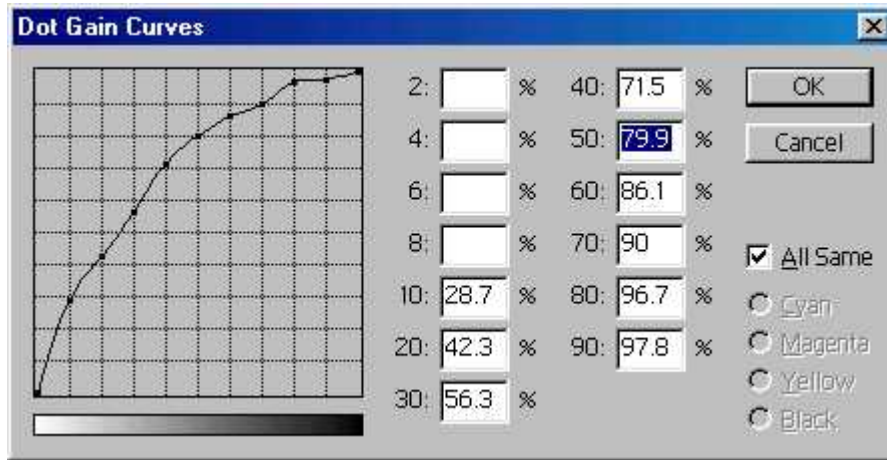 Dot Gain Curves
2: %
4: %
6: %
8: %
10: 28.7 %
20: 42.3 %
30: 56.3 %
40: 71.5 %
50: 79.9 %
60: 86.1 %
70: 90 %
80: 96.7 %
90: 97.8 %
OK
Cancel
All Same
Cyan
Magenta
Yellow
Black